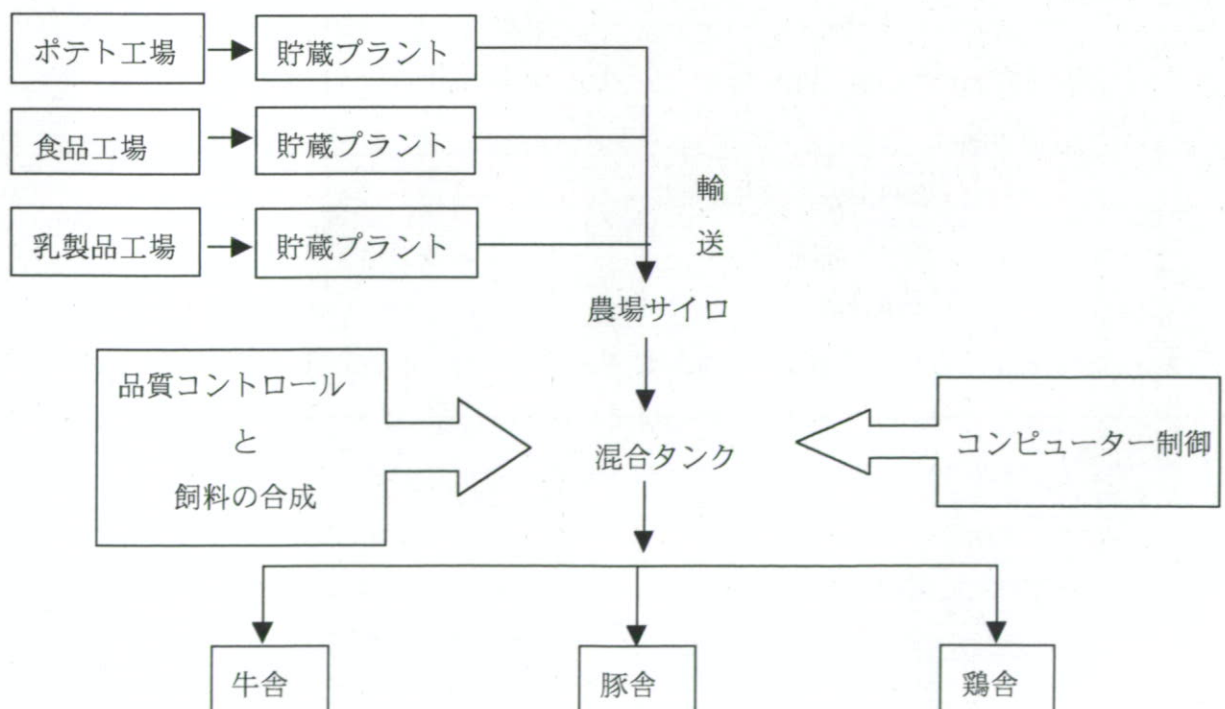 ポテト工場
貯蔵プラント
食品工場
貯蔵プラント
乳製品工場
貯蔵プラント
輸
送
農場サイロ
品質コントロール
と
飼料の合成
混合タンク
コンピューター制御
牛舎
豚舎
鶏舎